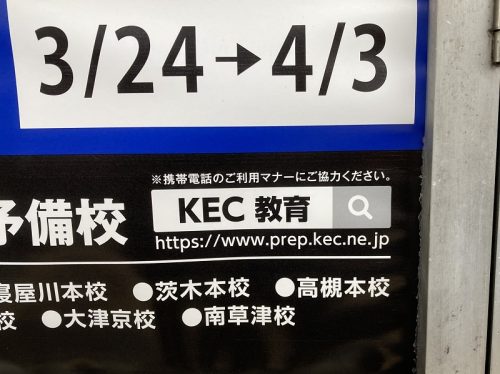 3/24→4/3
※携帯電話のご利用マナーにご協力ください。
予備校 KEC 教育
https://www.prep.kec.ne.jp
寝屋川本校 ●茨木本校 ●高槻本校
校 ●大津京校 ●南草津校